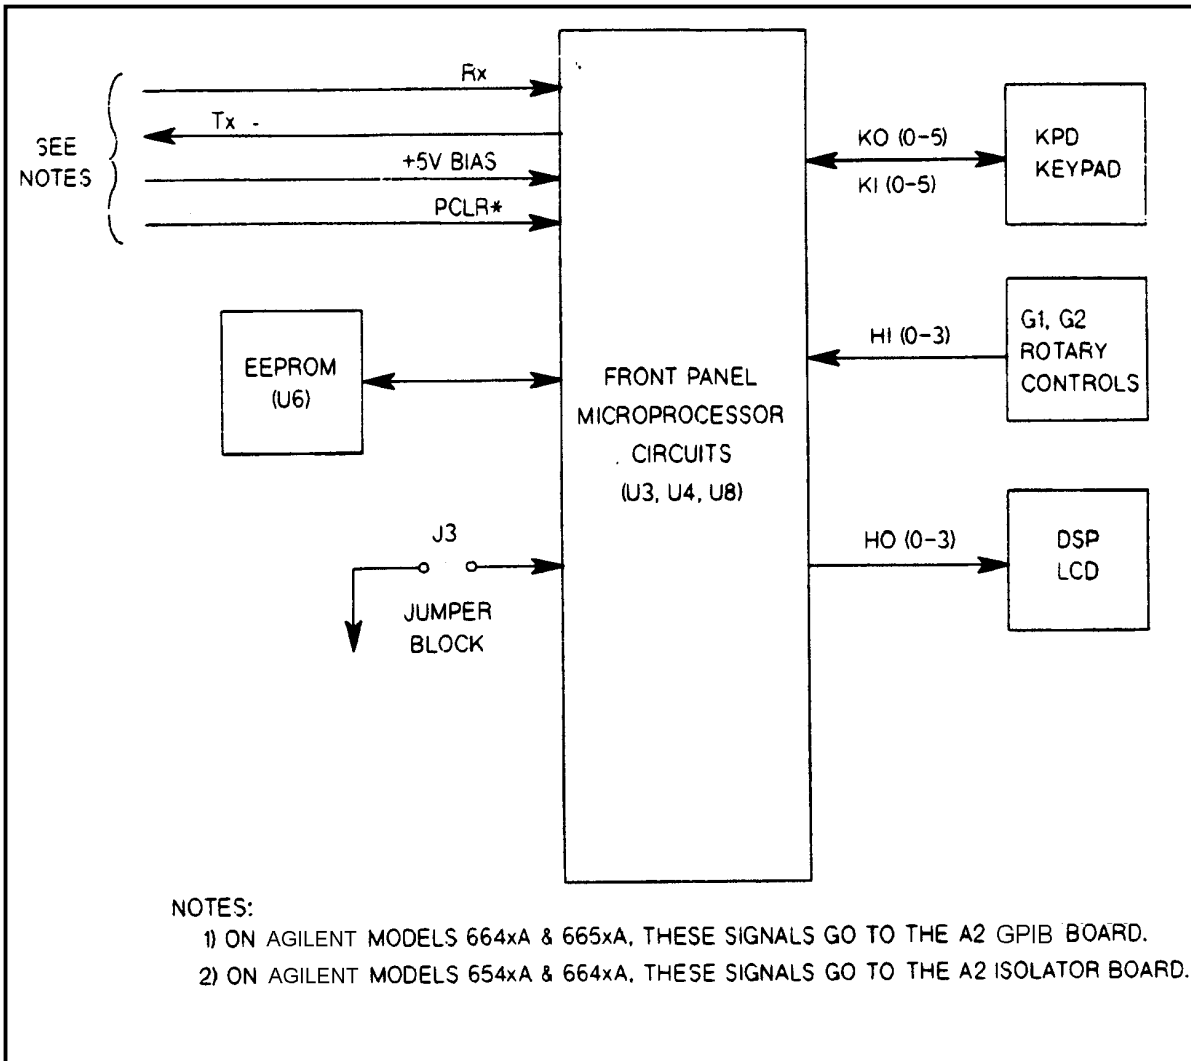 Rx
Tx
+5V BIAS
PCLR*
SEE
NOTES
EEPROM
(U6)
J3
JUMPER
BLOCK
FRONT PANEL
MICROPROCESSOR
CIRCUITS
(U3, U4, U8)
KO (0-5)
KI (0-5)
KPD
KEYPAD
HI (0-3)
G1, G2
ROTARY
CONTROLS
HO (0-3)
DSP
LCD
NOTES:
1) ON AGILENT MODELS 664xA & 665xA, THESE SIGNALS GO TO THE A2 GPIB BOARD.
2) ON AGILENT MODELS 654xA & 664xA, THESE SIGNALS GO TO THE A2 ISOLATOR BOARD.